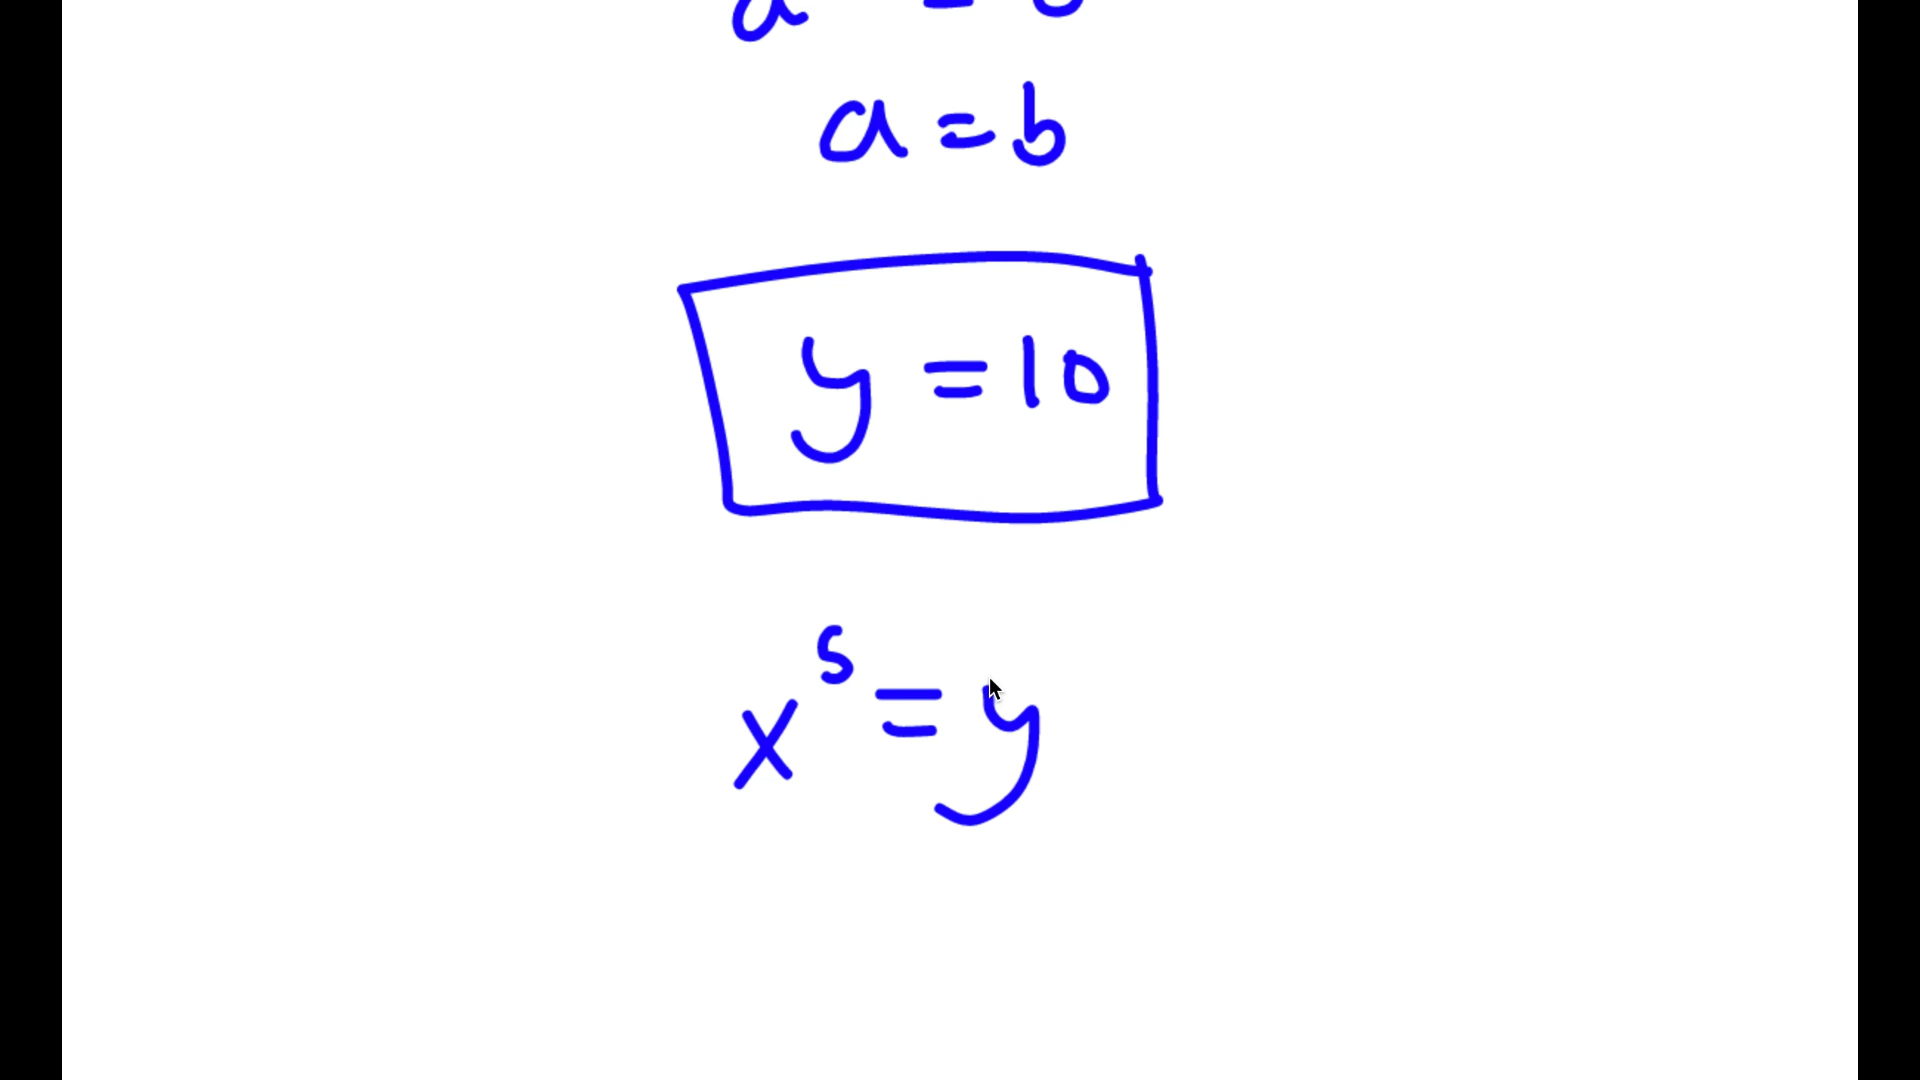 a = b
y = 10
x⁵ = y